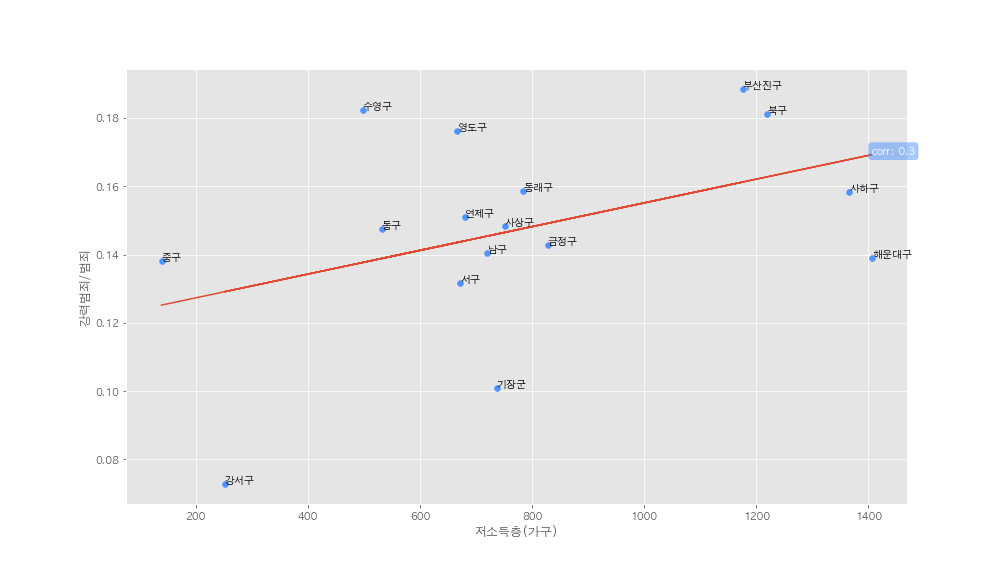 부산진구
수영구
북구
0.18
영도구
corr: 0.3
0.16
동래구
사하구
연제구
동구
사상구
금정구
0.14
중구
남구
해운대구
서구
강력범죄/범죄
0.12
0.10
기장군
0.08
강서구
200
400
600
800
1000
1200
1400
저소득층(가구)